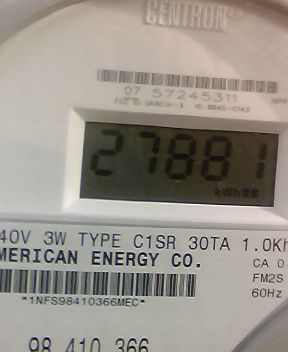 CENTRON®
07 57245311
27881
kWh
40V 3W TYPE C1SR 30TA 1.0Kh
MERICAN ENERGY CO.
CA 0
FM2S
60Hz
*1NFS98410366MEC*
98 410 366